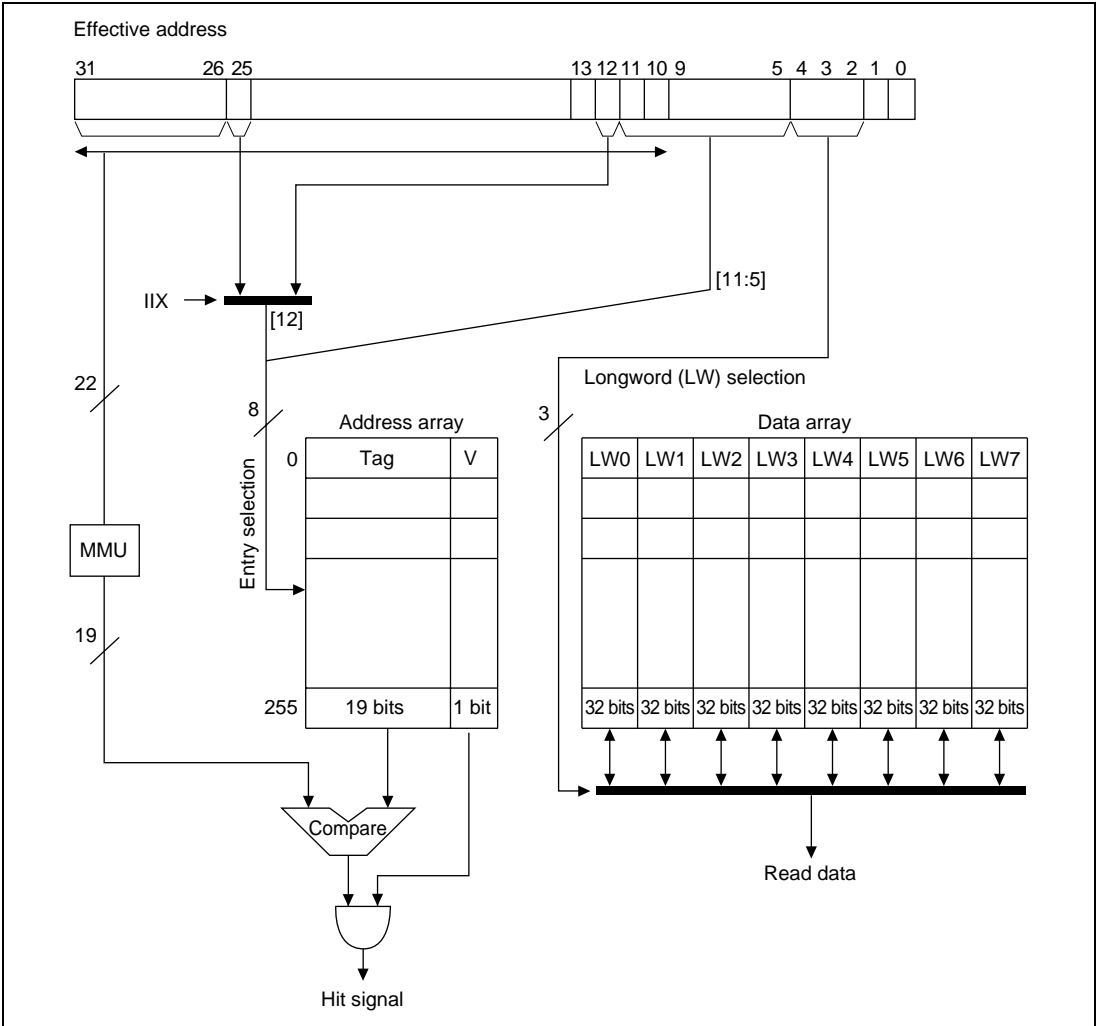 Effective address
31 26 25 13 12 11 10 9 5 4 3 2 1 0
IIX
[12]
[11:5]
22
8
3
Longword (LW) selection
Entry selection
Address array
Data array
0 Tag V
LW0 LW1 LW2 LW3 LW4 LW5 LW6 LW7
MMU
19
255 19 bits 1 bit
32 bits 32 bits 32 bits 32 bits 32 bits 32 bits 32 bits 32 bits
Compare
Read data
Hit signal